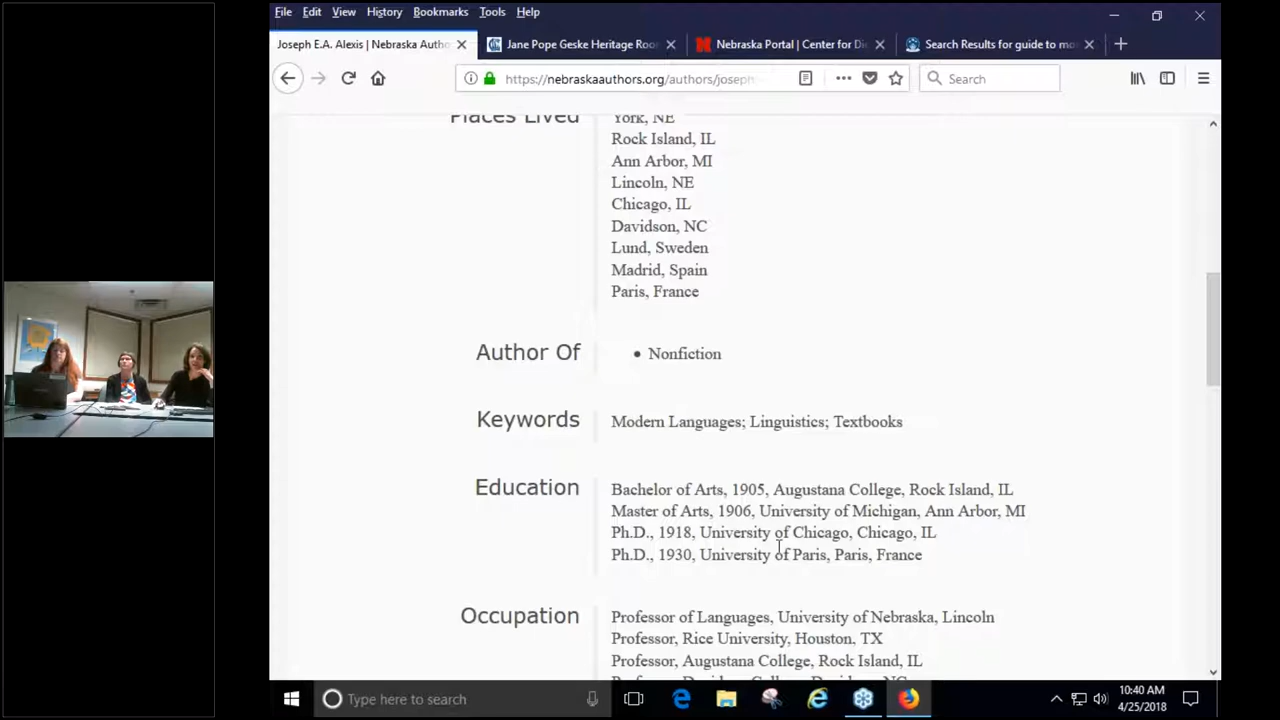 File Edit View History Bookmarks Tools Help
Joseph E.A. Alexis | Nebraska Autho
Jane Pope Geske Heritage Roo
Nebraska Portal | Center for Di
Search Results for guide to mo
https://nebraskaauthors.org/authors/joseph-
Search
Places Lived
York, NE
Rock Island, IL
Ann Arbor, MI
Lincoln, NE
Chicago, IL
Davidson, NC
Lund, Sweden
Madrid, Spain
Paris, France
Author Of
• Nonfiction
Keywords
Modern Languages; Linguistics; Textbooks
Education
Bachelor of Arts, 1905, Augustana College, Rock Island, IL
Master of Arts, 1906, University of Michigan, Ann Arbor, MI
Ph.D., 1918, University of Chicago, Chicago, IL
Ph.D., 1930, University of Paris, Paris, France
Occupation
Professor of Languages, University of Nebraska, Lincoln
Professor, Rice University, Houston, TX
Professor, Augustana College, Rock Island, IL
Professor, Davidson College, Davidson, NC
Type here to search
10:40 AM
4/25/2018